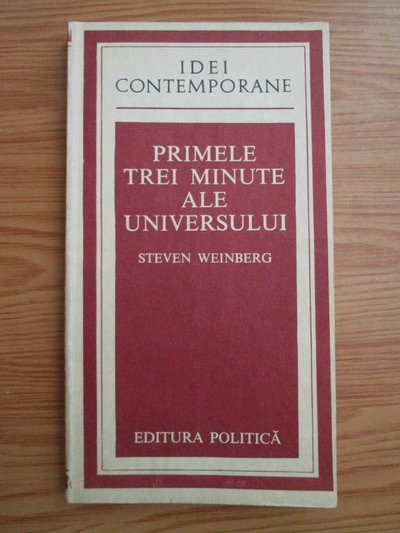 IDEI
CONTEMPORANE
PRIMELE
TREI MINUTE
ALE
UNIVERSULUI
STEVEN WEINBERG
EDITURA POLITICĂ